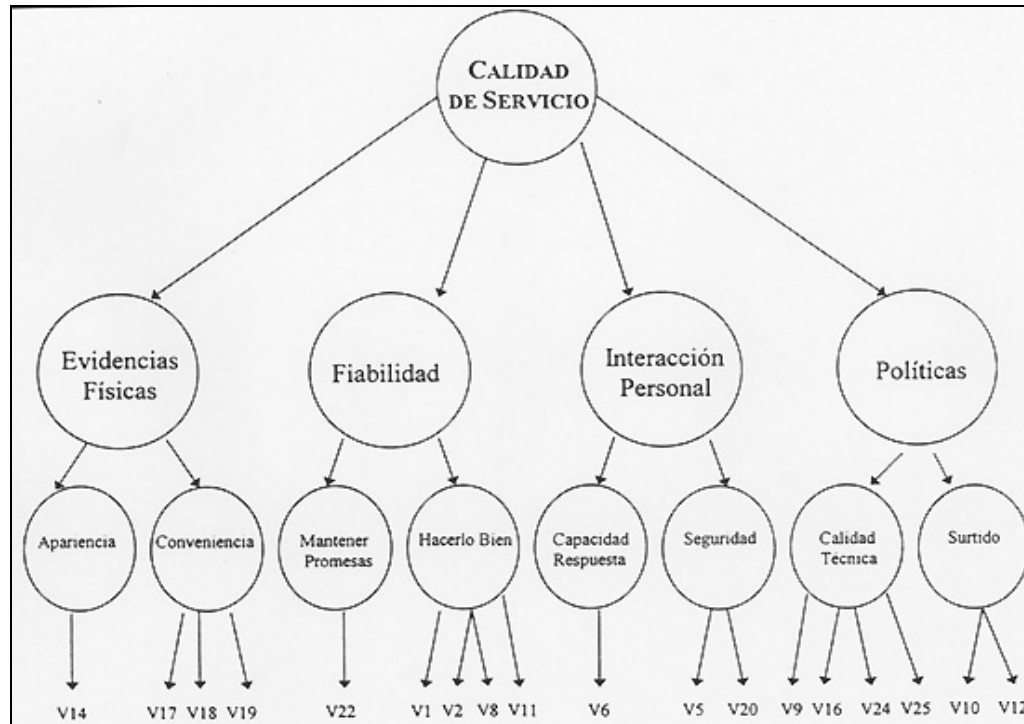 CALIDAD
DE SERVICIO
Evidencias
Físicas
Fiabilidad
Interacción
Personal
Políticas
Apariencia
Conveniencia
Mantener
Promesas
Hacerlo Bien
Capacidad
Respuesta
Seguridad
Calidad
Técnica
Surtido
V14 V17 V18 V19 V22 V1 V2 V8 V11 V6 V5 V20 V9 V16 V24 V25 V10 V12